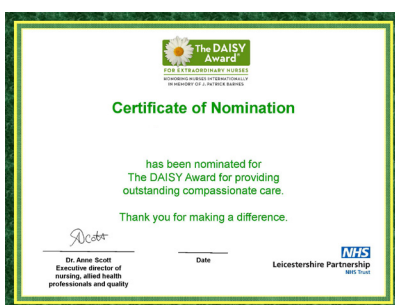 The DAISY
Award®
FOR EXTRAORDINARY NURSES
HONORING NURSES INTERNATIONALLY
IN MEMORY OF J. PATRICK BARNES
Certificate of Nomination
has been nominated for
The DAISY Award for providing
outstanding compassionate care.
Thank you for making a difference.
AScott
Dr. Anne Scott
Executive director of
nursing, allied health
professionals and quality
Date
NHS
Leicestershire Partnership
NHS Trust